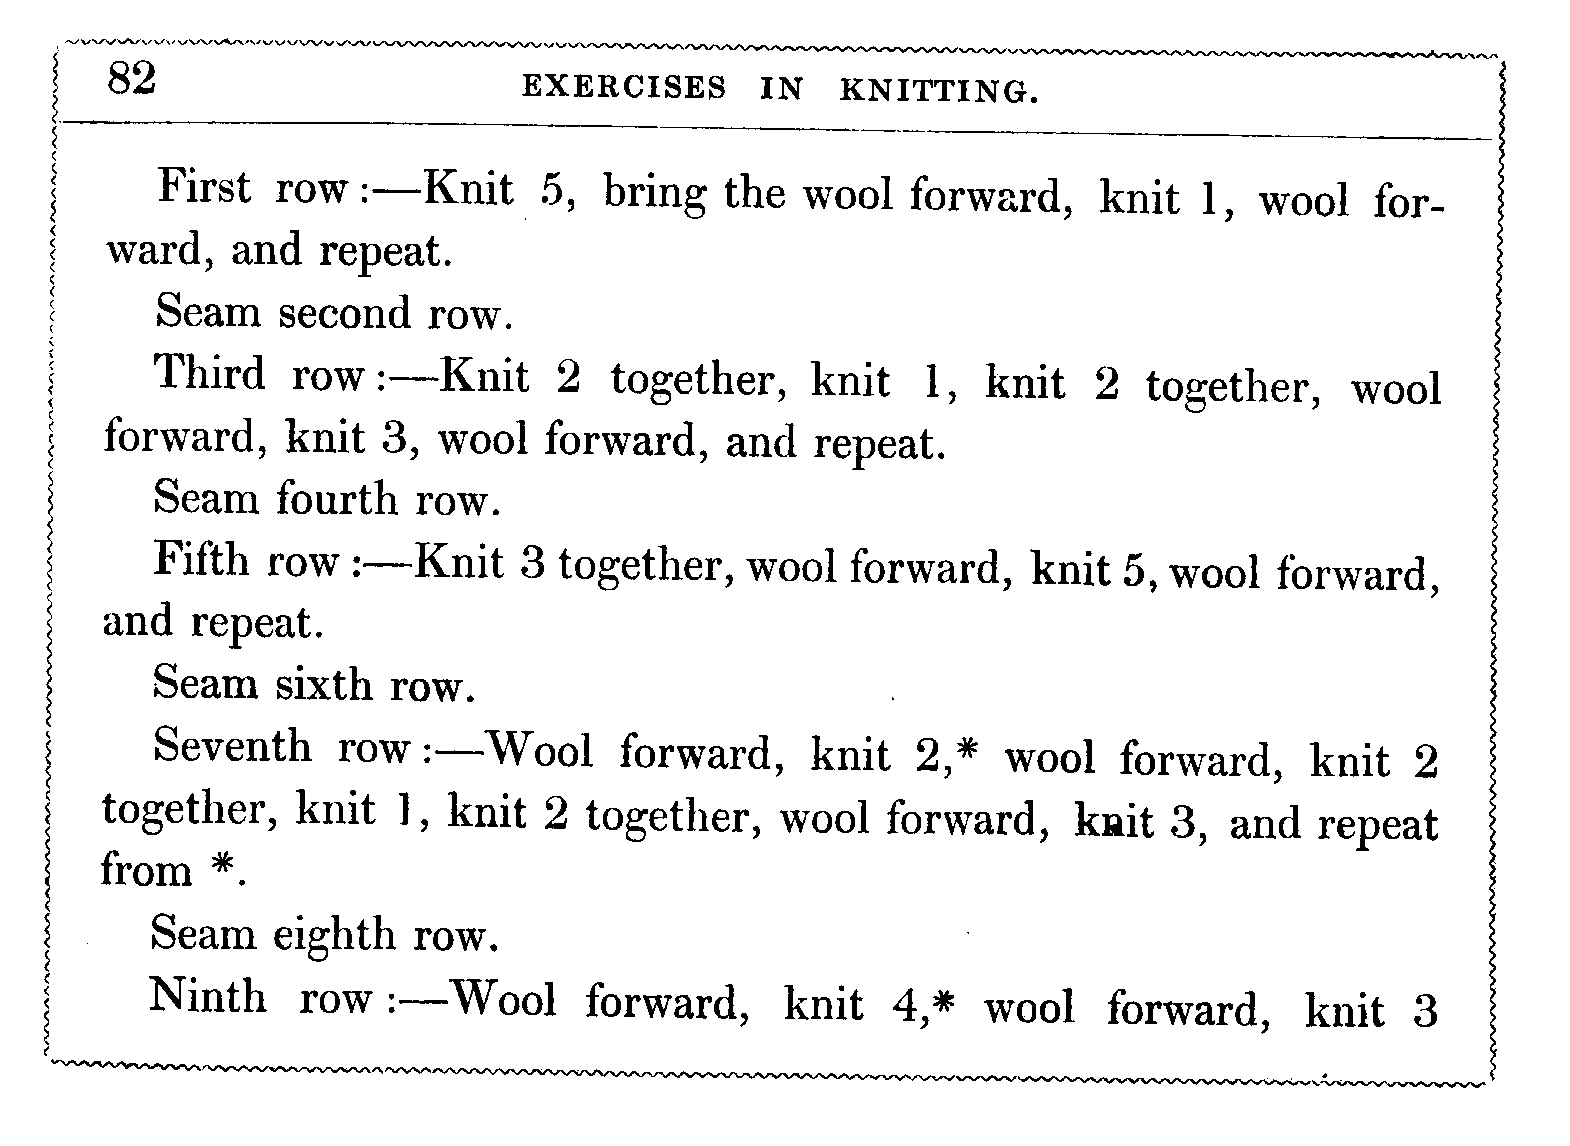 82 EXERCISES IN KNITTING.
First row:—Knit 5, bring the wool forward, knit 1, wool for-
ward, and repeat.
Seam second row.
Third row:—Knit 2 together, knit 1, knit 2 together, wool
forward, knit 3, wool forward, and repeat.
Seam fourth row.
Fifth row:—Knit 3 together, wool forward, knit 5, wool forward,
and repeat.
Seam sixth row.
Seventh row:—Wool forward, knit 2,* wool forward, knit 2
together, knit 1, knit 2 together, wool forward, knit 3, and repeat
from *.
Seam eighth row.
Ninth row:—Wool forward, knit 4,* wool forward, knit 3